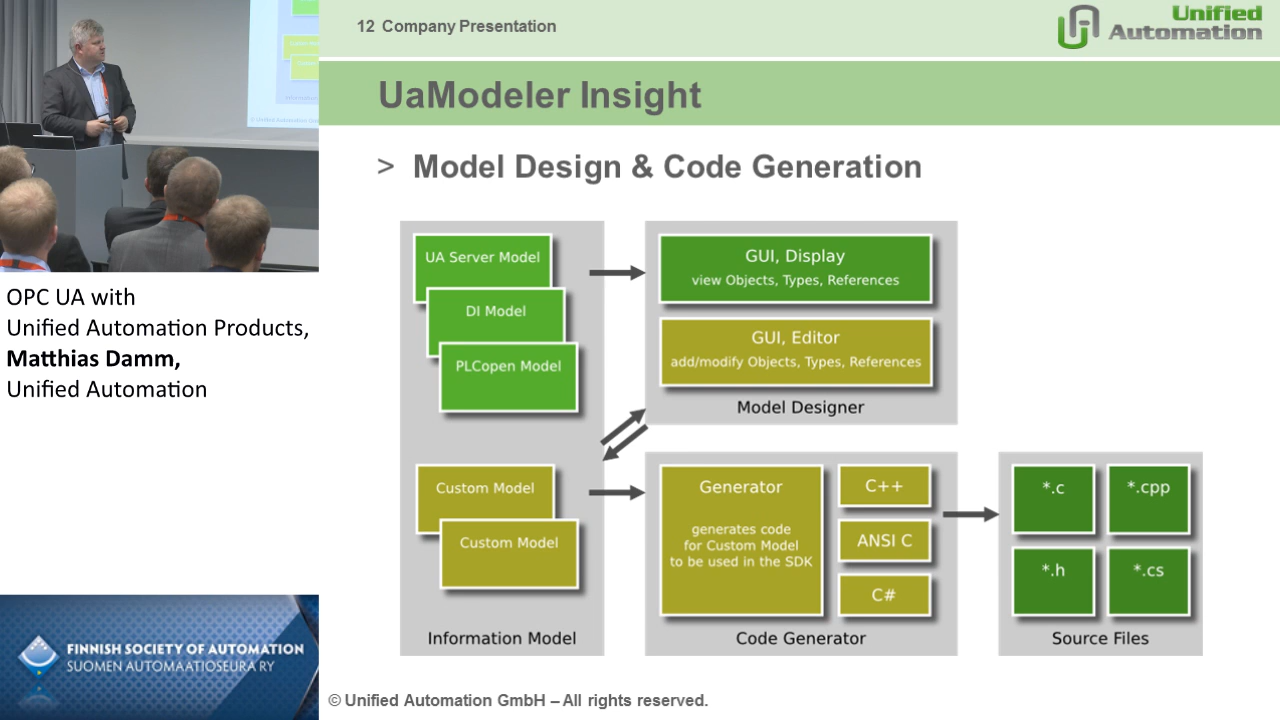 12 Company Presentation
Unified
Automation
UaModeler Insight
> Model Design & Code Generation
UA Server Model
DI Model
PLCopen Model
Custom Model
Custom Model
Information Model
GUI, Display
view Objects, Types, References
GUI, Editor
add/modify Objects, Types, References
Model Designer
Generator
generates code
for Custom Model
to be used in the SDK
C++
ANSI C
C#
Code Generator
*.c
*.cpp
*.h
*.cs
Source Files
© Unified Automation GmbH – All rights reserved.
OPC UA with
Unified Automation Products,
Matthias Damm,
Unified Automation
FINNISH SOCIETY OF AUTOMATION
SUOMEN AUTOMAATIOSEURA RY